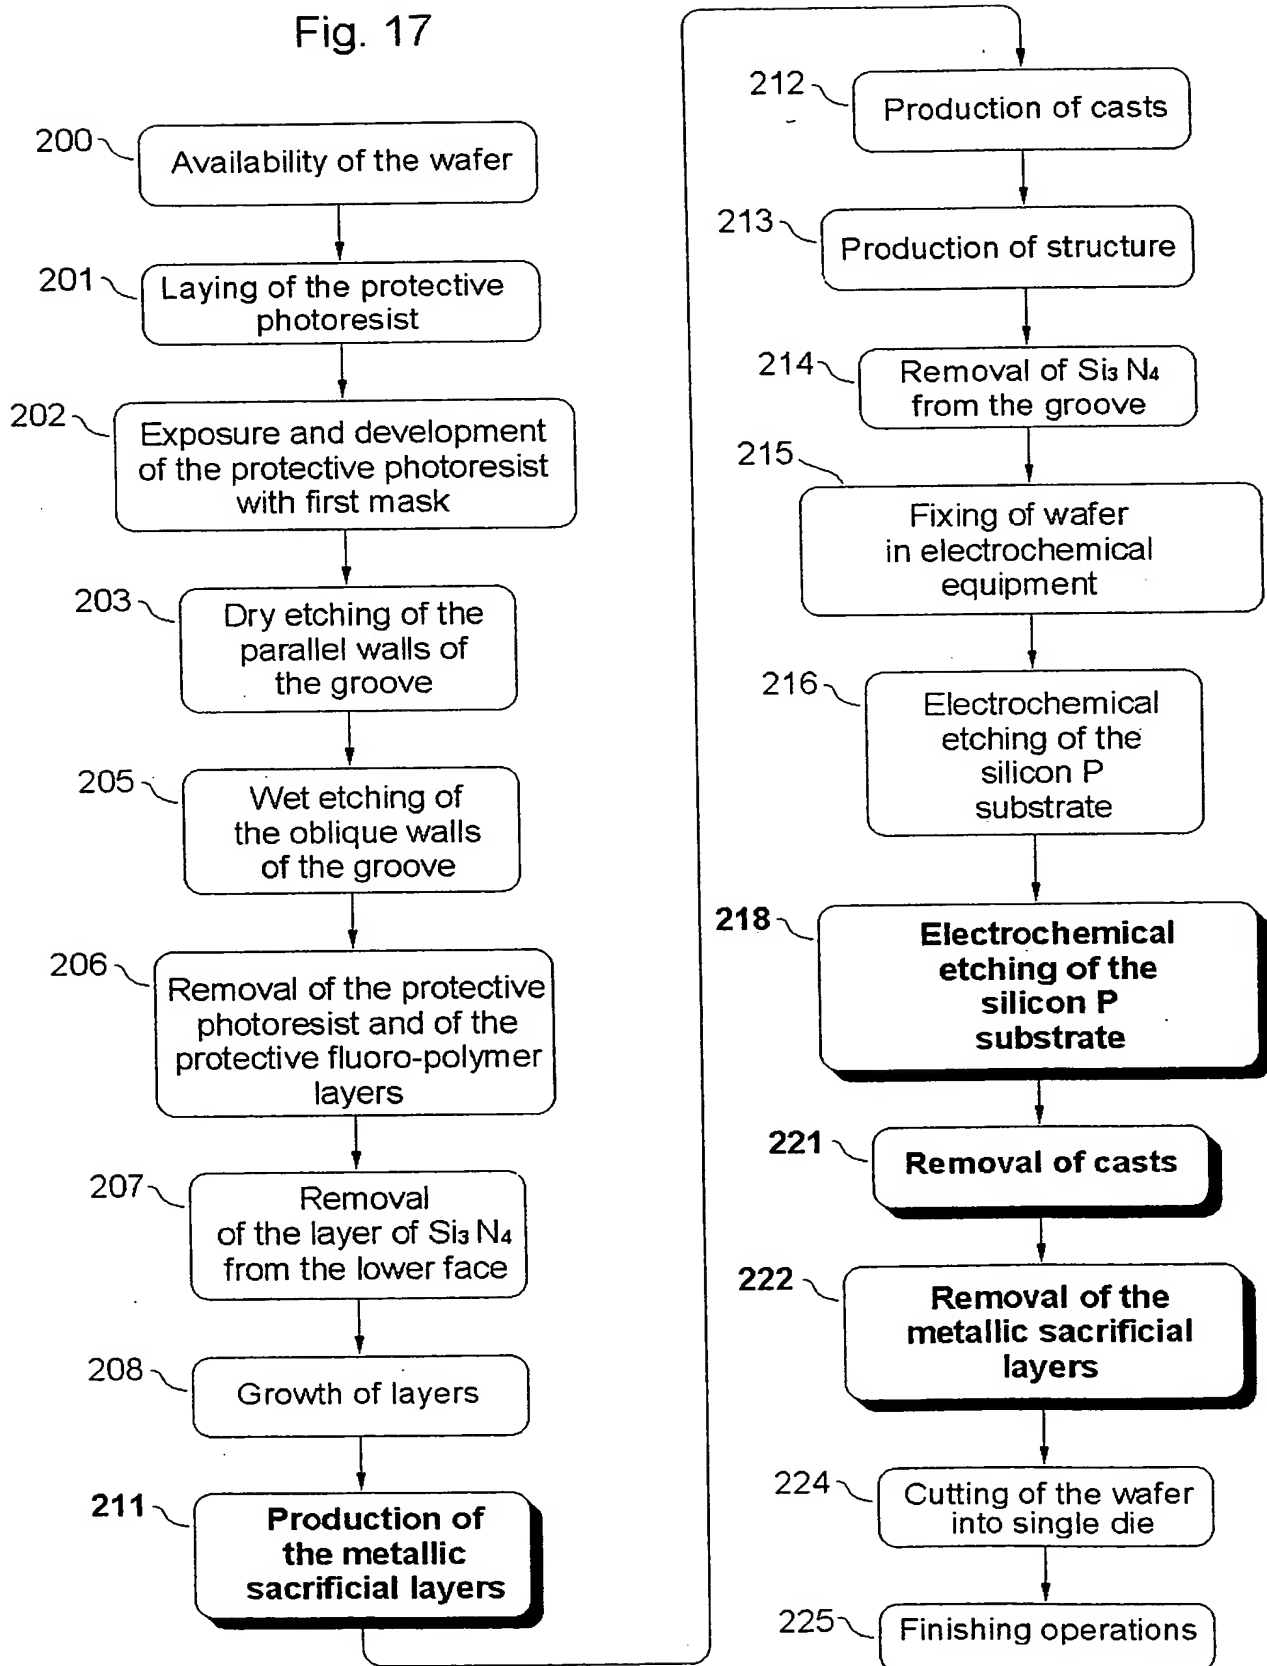 Fig. 17
200
Availability of the wafer
201
Laying of the protective
photoresist
202
Exposure and development
of the protective photoresist
with first mask
203
Dry etching of the
parallel walls of
the groove
205
Wet etching of
the oblique walls
of the groove
206
Removal of the protective
photoresist and of the
protective fluoro-polymer
layers
207
Removal
of the layer of Si₃ N₄
from the lower face
208
Growth of layers
211
Production of
the metallic
sacrificial layers
212
Production of casts
213
Production of structure
214
Removal of Si₃ N₄
from the groove
215
Fixing of wafer
in electrochemical
equipment
216
Electrochemical
etching of the
silicon P
substrate
218
Electrochemical
etching of the
silicon P
substrate
221
Removal of casts
222
Removal of the
metallic sacrificial
layers
224
Cutting of the wafer
into single die
225
Finishing operations